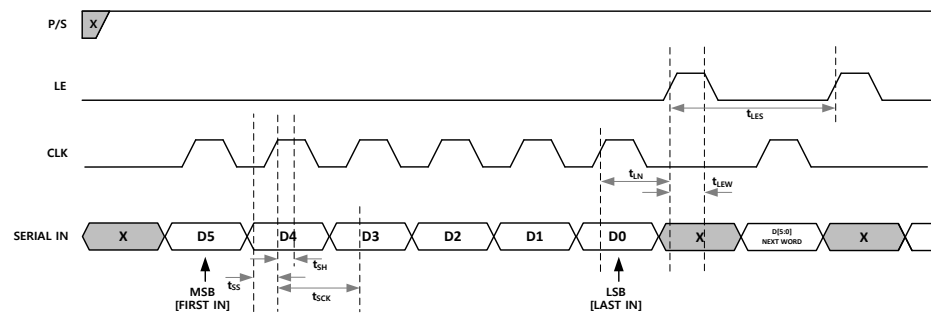 P/S
X
LE
tLES
CLK
tLN
tLEW
SERIAL IN
X
D5
D4
D3
D2
D1
D0
X
D[5:0]
NEXT WORD
X
tSH
tSS
tSCK
MSB
[FIRST IN]
LSB
[LAST IN]